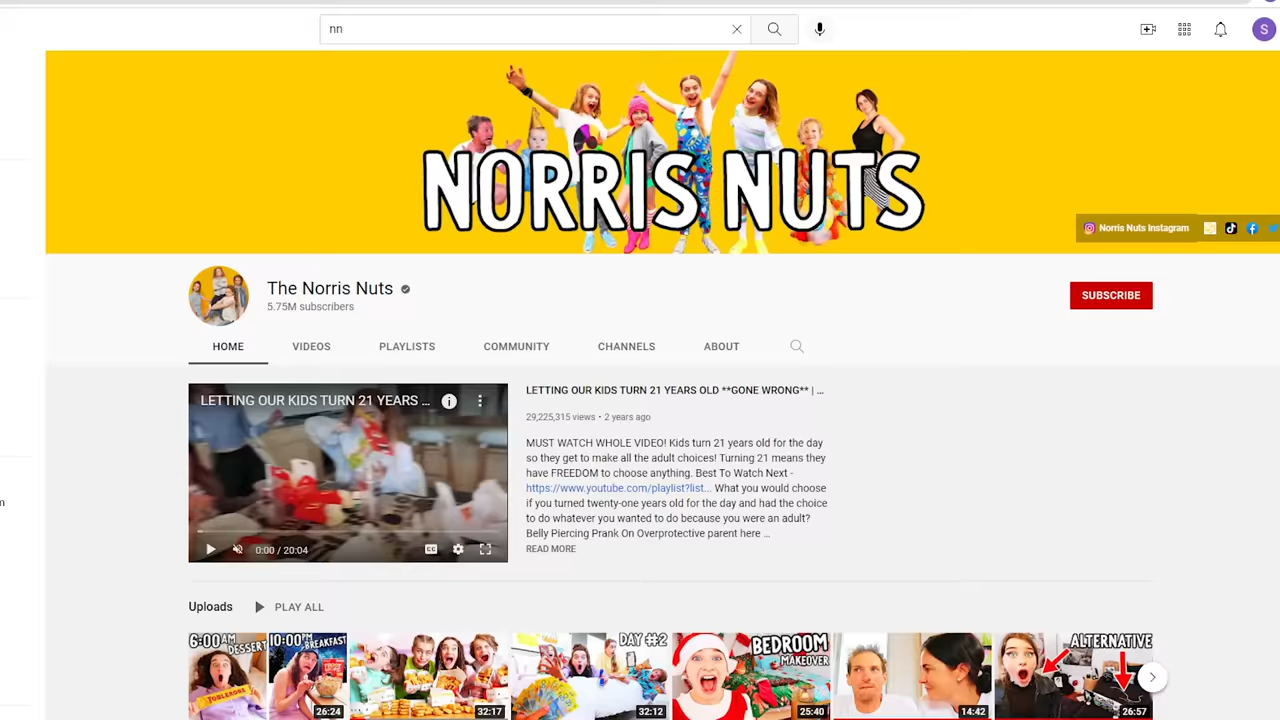 nn
S
NORRIS NUTS
Norris Nuts Instagram
The Norris Nuts
5.75M subscribers
SUBSCRIBE
HOME VIDEOS PLAYLISTS COMMUNITY CHANNELS ABOUT
LETTING OUR KIDS TURN 21 YEARS ...
LETTING OUR KIDS TURN 21 YEARS OLD **GONE WRONG** | ...
29,225,315 views • 2 years ago
MUST WATCH WHOLE VIDEO! Kids turn 21 years old for the day
so they get to make all the adult choices! Turning 21 means they
have FREEDOM to choose anything. Best To Watch Next -
https://www.youtube.com/playlist?list... What you would choose
if you turned twenty-one years old for the day and had the choice
to do whatever you wanted to do because you were an adult?
Belly Piercing Prank On Overprotective parent here ...
READ MORE
0:00 / 20:04
CC
m
Uploads PLAY ALL
6:00AM DESSERT
10:00PM BREAKFAST
TOBLERONE
DAY #2
BEDROOM
MAKEOVER
ALTERNATIVE
26:24
32:17
32:12
25:40
14:42
26:57